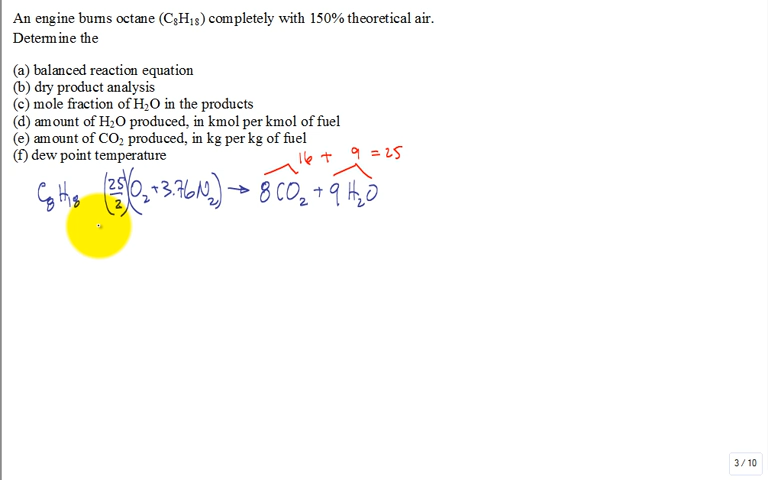 An engine burns octane (C₈H₁₈) completely with 150% theoretical air.
Determine the
(a) balanced reaction equation
(b) dry product analysis
(c) mole fraction of H₂O in the products
(d) amount of H₂O produced, in kmol per kmol of fuel
(e) amount of CO₂ produced, in kg per kg of fuel
(f) dew point temperature
16 + 9 = 25
C₈H₁₈ (25/2)(O₂+3.76N₂) → 8CO₂ + 9H₂O
3 / 10